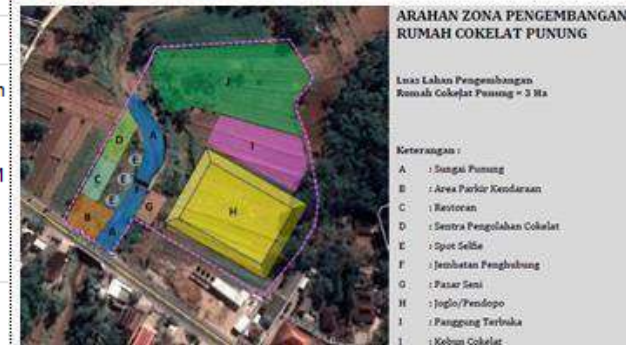 ARAHAN ZONA PENGEMBANGAN
RUMAH COKELAT PUNUNG
Luas Lahan Pengembangan
Rumah Cokelat Punung = 3 Ha
Keterangan :
A : Sungai Punung
B : Area Parkir Kendaraan
C : Restoran
D : Sentra Pengolahan Cokelat
E : Spot Selfie
F : Jembatan Penghubung
G : Pasar Seni
H : Joglo/Pendopo
I : Panggung Terbuka
I : Kebun Cokelat
J
I
A
D
E
C
E
E
B
G
H
A